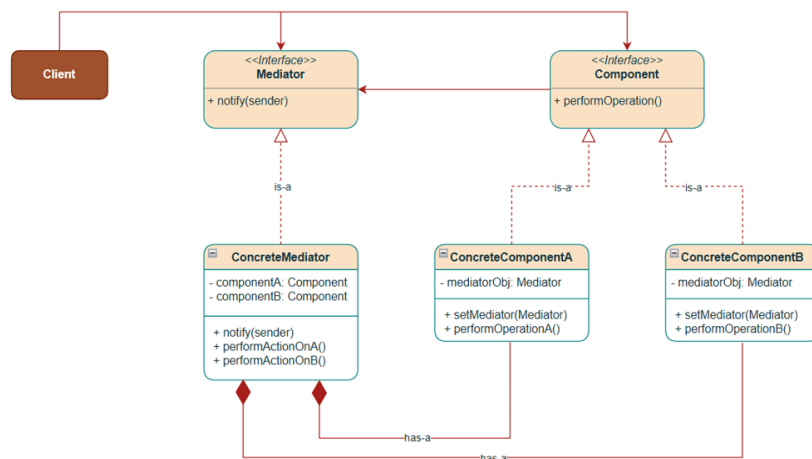 Client
<<Interface>>
Mediator
+ notify(sender)
<<Interface>>
Component
+ performOperation()
is-a
is-a
is-a
ConcreteMediator
- componentA: Component
- componentB: Component
+ notify(sender)
+ performActionOnA()
+ performActionOnB()
ConcreteComponentA
- mediatorObj: Mediator
+ setMediator(Mediator)
+ performOperationA()
ConcreteComponentB
- mediatorObj: Mediator
+ setMediator(Mediator)
+ performOperationB()
has-a
has-a